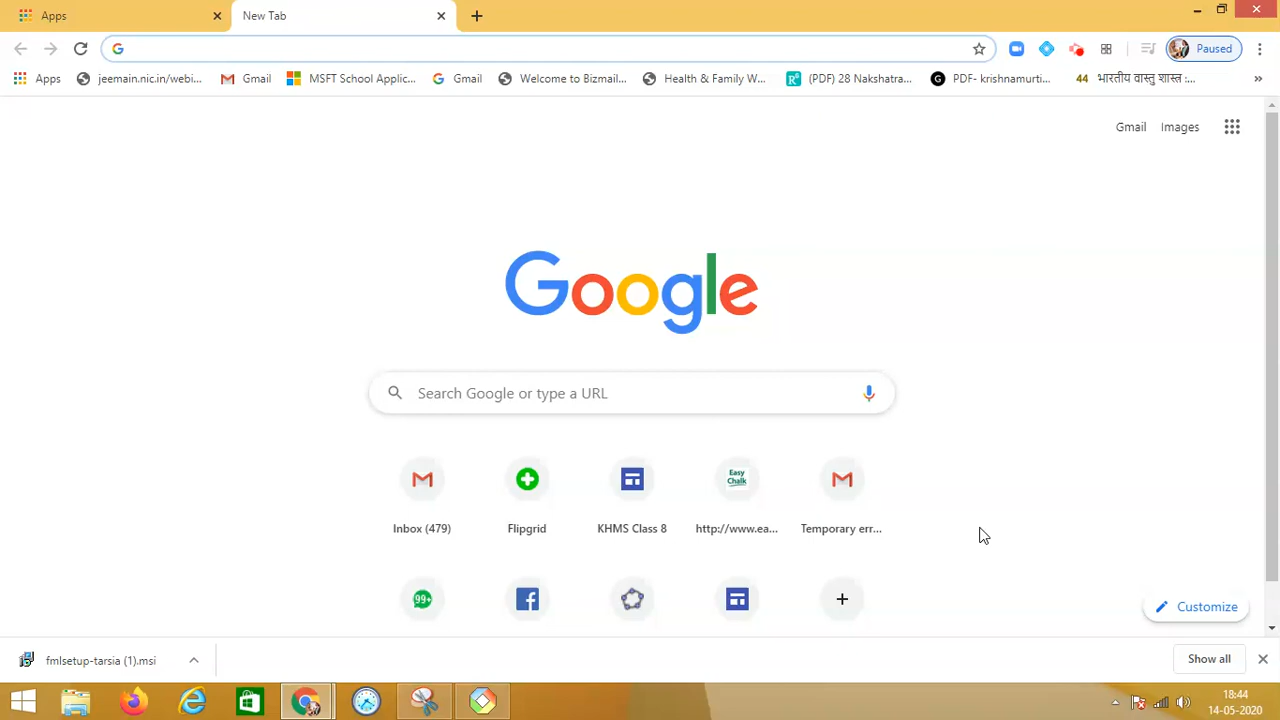 Apps
New Tab
Paused
Apps
jeemain.nic.in/webi...
Gmail
MSFT School Applic...
Gmail
Welcome to Bizmail...
Health & Family W...
(PDF) 28 Nakshatra...
PDF- krishnamurti...
44 भारतीय वास्तु शास्त्र :...
»
Gmail
Images
Google
Search Google or type a URL
Easy
Chalk
Inbox (479)
Flipgrid
KHMS Class 8
http://www.ea...
Temporary err...
99+
Customize
fmlsetup-tarsia (1).msi
Show all
18:44
14-05-2020